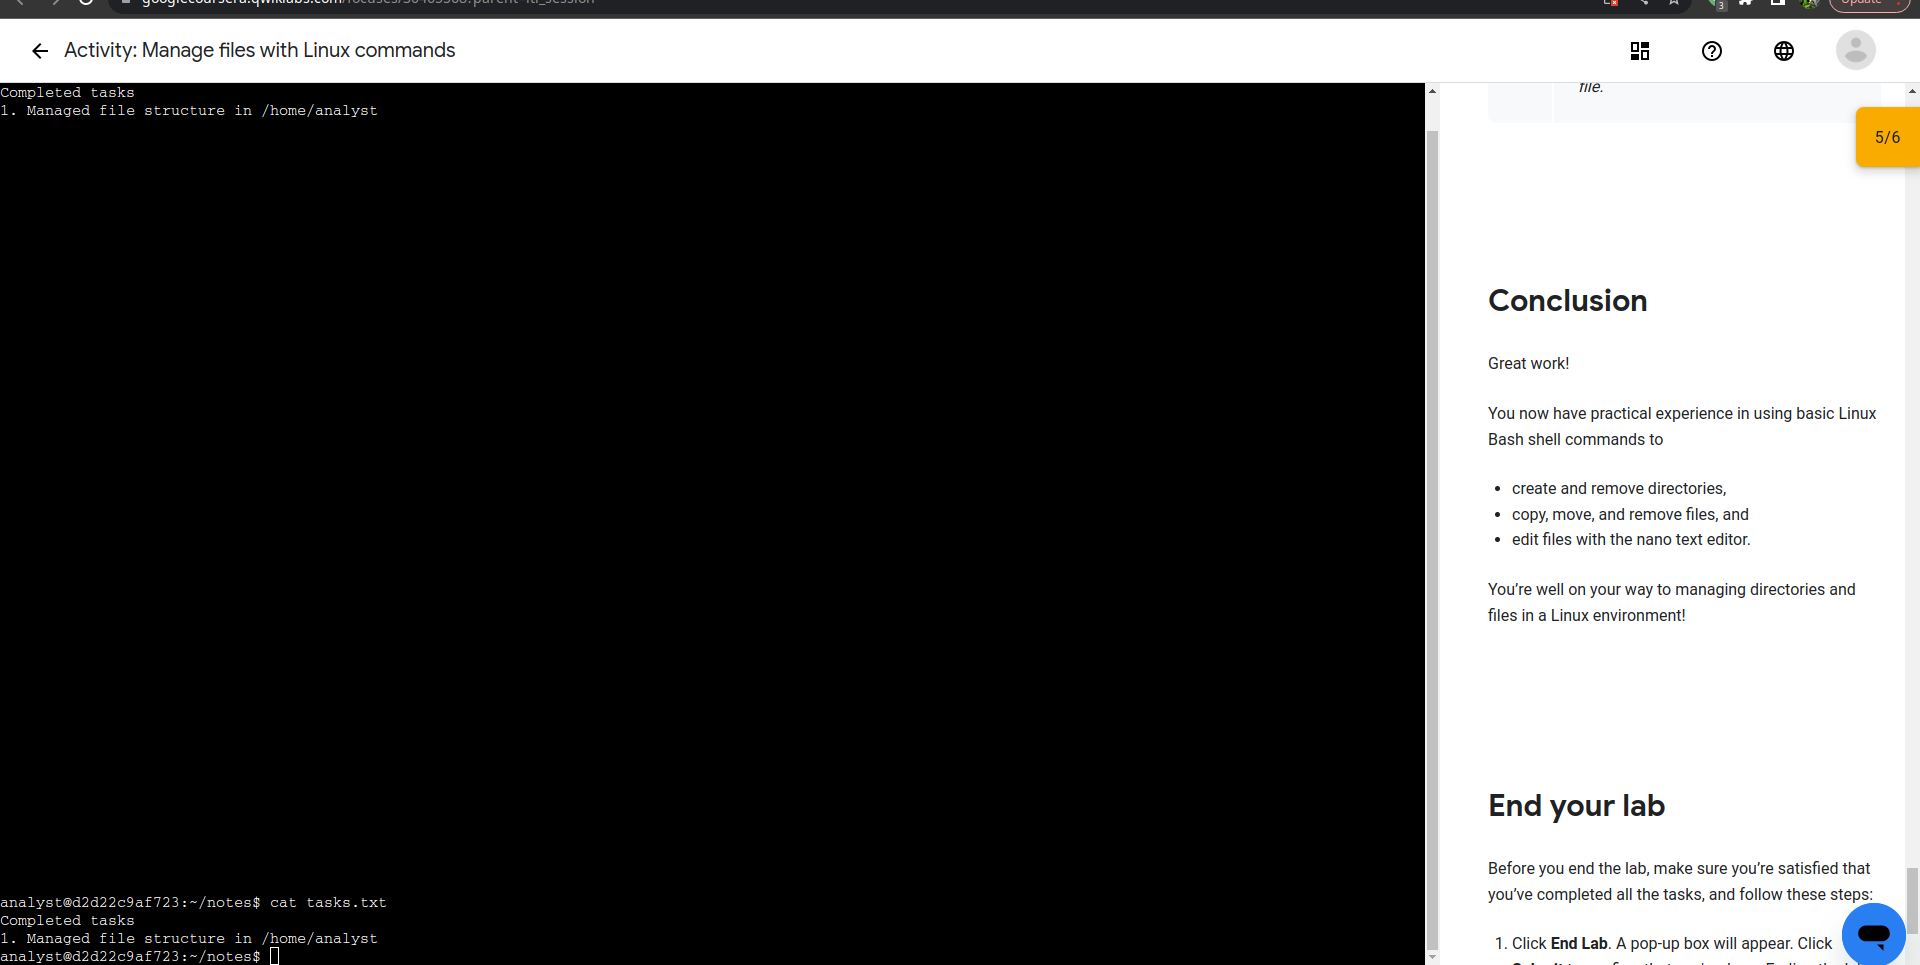 Activity: Manage files with Linux commands
Completed tasks
1. Managed file structure in /home/analyst
analyst@d2d22c9af723:~/notes$ cat tasks.txt
Completed tasks
1. Managed file structure in /home/analyst
analyst@d2d22c9af723:~/notes$
file.
5/6
Conclusion
Great work!
You now have practical experience in using basic Linux
Bash shell commands to
• create and remove directories,
• copy, move, and remove files, and
• edit files with the nano text editor.
You’re well on your way to managing directories and
files in a Linux environment!
End your lab
Before you end the lab, make sure you’re satisfied that
you’ve completed all the tasks, and follow these steps:
1. Click End Lab. A pop-up box will appear. Click